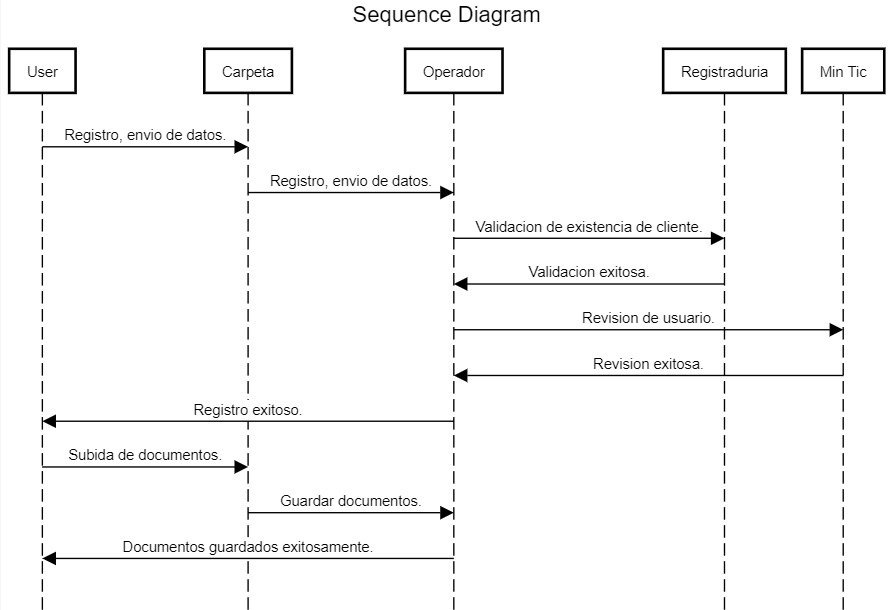 Sequence Diagram
User
Carpeta
Operador
Registraduria
Min Tic
Registro, envio de datos.
Registro, envio de datos.
Validacion de existencia de cliente.
Validacion exitosa.
Revision de usuario.
Revision exitosa.
Registro exitoso.
Subida de documentos.
Guardar documentos.
Documentos guardados exitosamente.